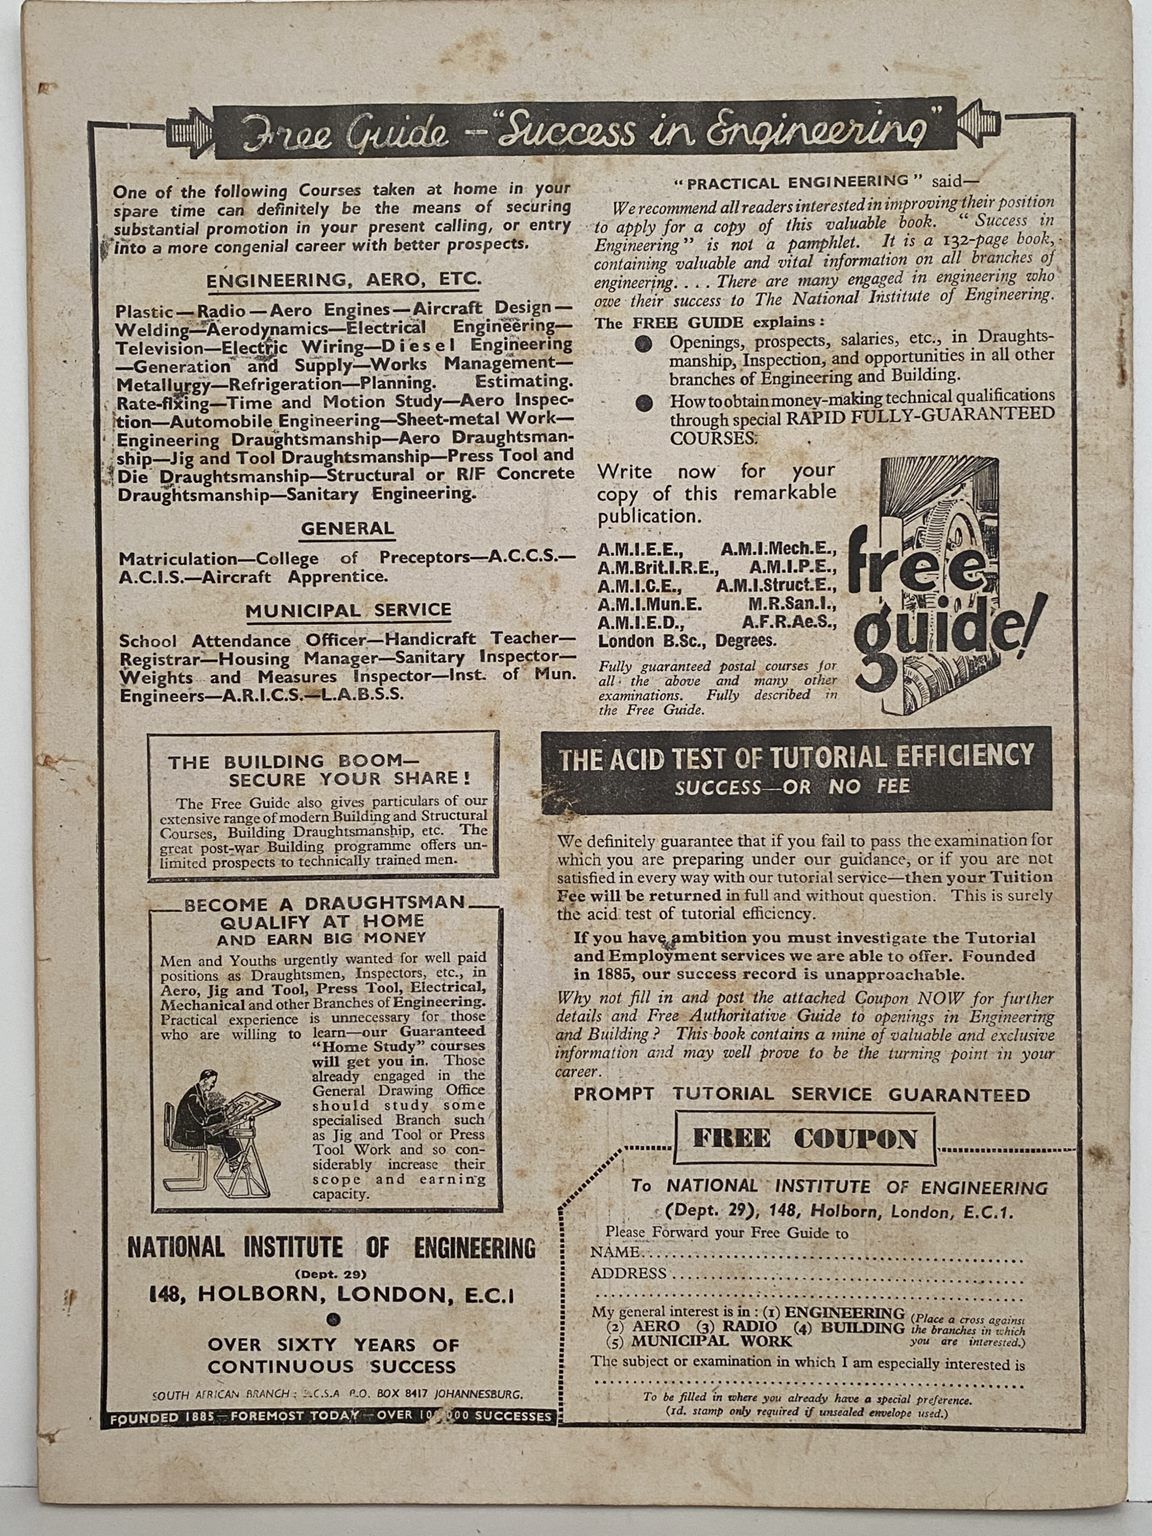 Free Guide – "Success in Engineering"
One of the following Courses taken at home in your
spare time can definitely be the means of securing
substantial promotion in your present calling, or entry
into a more congenial career with better prospects.
ENGINEERING, AERO, ETC.
Plastic—Radio—Aero Engines—Aircraft Design—
Welding—Aerodynamics—Electrical Engineering—
Television—Electric Wiring—Diesel Engineering
—Generation and Supply—Works Management—
Metallurgy—Refrigeration—Planning. Estimating.
Rate-fixing—Time and Motion Study—Aero Inspec-
tion—Automobile Engineering—Sheet-metal Work—
Engineering Draughtsmanship—Aero Draughtsman-
ship—Jig and Tool Draughtsmanship—Press Tool and
Die Draughtsmanship—Structural or R/F Concrete
Draughtsmanship—Sanitary Engineering.
GENERAL
Matriculation—College of Preceptors—A.C.C.S.—
A.C.I.S.—Aircraft Apprentice.
MUNICIPAL SERVICE
School Attendance Officer—Handicraft Teacher—
Registrar—Housing Manager—Sanitary Inspector—
Weights and Measures Inspector—Inst. of Mun.
Engineers—A.R.I.C.S.—L.A.B.S.S.
THE BUILDING BOOM—
SECURE YOUR SHARE!
The Free Guide also gives particulars of our
extensive range of modern Building and Structural
Courses, Building Draughtsmanship, etc. The
great post-war Building programme offers un-
limited prospects to technically trained men.
BECOME A DRAUGHTSMAN
QUALIFY AT HOME
AND EARN BIG MONEY
Men and Youths urgently wanted for well paid
positions as Draughtsmen, Inspectors, etc., in
Aero, Jig and Tool, Press Tool, Electrical,
Mechanical and other Branches of Engineering.
Practical experience is unnecessary for those
who are willing to learn—our Guaranteed
"Home Study" courses
will get you in. Those
already engaged in the
General Drawing Office
should study some
specialised Branch such
as Jig and Tool or Press
Tool Work and so con-
siderably increase their
scope and earning
capacity.
NATIONAL INSTITUTE OF ENGINEERING
(Dept. 29)
148, HOLBORN, LONDON, E.C.1
OVER SIXTY YEARS OF
CONTINUOUS SUCCESS
SOUTH AFRICAN BRANCH: E.C.S.A. P.O. BOX 8417 JOHANNESBURG.
FOUNDED 1885—FOREMOST TODAY—OVER SUCCESSES
"PRACTICAL ENGINEERING" said—
We recommend all readers interested in improving their position
to apply for a copy of this valuable book. "Success in
Engineering" is not a pamphlet. It is a 132-page book,
containing valuable and vital information on all branches of
engineering. . . . There are many engaged in engineering who
owe their success to The National Institute of Engineering.
The FREE GUIDE explains:
● Openings, prospects, salaries, etc., in Draughts-
manship, Inspection, and opportunities in all other
branches of Engineering and Building.
● How to obtain money-making technical qualifications
through special RAPID FULLY-GUARANTEED
COURSES.
Write now for your
copy of this remarkable
publication.
A.M.I.E.E., A.M.I.Mech.E.,
A.M.Brit.I.R.E., A.M.I.P.E.,
A.M.I.C.E., A.M.I.Struct.E.,
A.M.I.Mun.E. M.R.San.I.,
A.M.I.E.D., A.F.R.Ae.S.,
London B.Sc., Degrees.
Fully guaranteed postal courses for
all the above and many other
examinations. Fully described in
the Free Guide.
free
guide!
THE ACID TEST OF TUTORIAL EFFICIENCY
SUCCESS—OR NO FEE
We definitely guarantee that if you fail to pass the examination for
which you are preparing under our guidance, or if you are not
satisfied in every way with our tutorial service—then your Tuition
Fee will be returned in full and without question. This is surely
the acid test of tutorial efficiency.
If you have ambition you must investigate the Tutorial
and Employment services we are able to offer. Founded
in 1885, our success record is unapproachable.
Why not fill in and post the attached Coupon NOW for further
details and Free Authoritative Guide to openings in Engineering
and Building? This book contains a mine of valuable and exclusive
information and may well prove to be the turning point in your
career.
PROMPT TUTORIAL SERVICE GUARANTEED
FREE COUPON
To NATIONAL INSTITUTE OF ENGINEERING
(Dept. 29), 148, Holborn, London, E.C.1.
Please Forward your Free Guide to
NAME
ADDRESS
My general interest is in: (1) ENGINEERING (Place a cross against
(2) AERO (3) RADIO (4) BUILDING the branches in which
(5) MUNICIPAL WORK you are interested.)
The subject or examination in which I am especially interested is
To be filled in where you already have a special preference.
(1d. stamp only required if unsealed envelope used.)